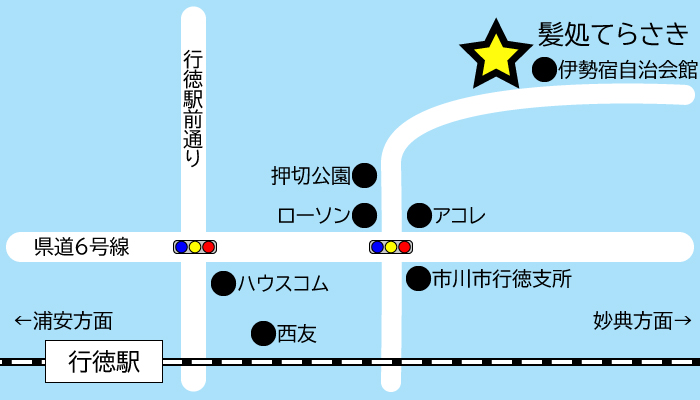 髪処てらさき
伊勢宿自治会館
行徳駅前通り
押切公園
ローソン
アコレ
県道6号線
ハウスコム
市川市行徳支所
←浦安方面
妙典方面→
西友
行徳駅